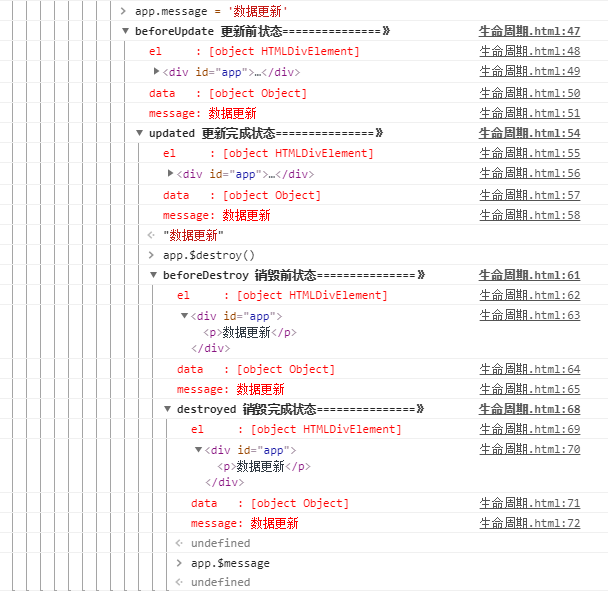 > app.message = '数据更新'
▼ beforeUpdate 更新前状态===============》 生命周期.html:47
el : [object HTMLDivElement] 生命周期.html:48
▶<div id="app">…</div> 生命周期.html:49
data : [object Object] 生命周期.html:50
message: 数据更新 生命周期.html:51
▼ updated 更新完成状态===============》 生命周期.html:54
el : [object HTMLDivElement] 生命周期.html:55
▶<div id="app">…</div> 生命周期.html:56
data : [object Object] 生命周期.html:57
message: 数据更新 生命周期.html:58
< "数据更新"
> app.$destroy()
▼ beforeDestroy 销毁前状态===============》 生命周期.html:61
el : [object HTMLDivElement] 生命周期.html:62
▼<div id="app"> 生命周期.html:63
<p>数据更新</p>
</div>
data : [object Object] 生命周期.html:64
message: 数据更新 生命周期.html:65
▼ destroyed 销毁完成状态===============》 生命周期.html:68
el : [object HTMLDivElement] 生命周期.html:69
▼<div id="app"> 生命周期.html:70
<p>数据更新</p>
</div>
data : [object Object] 生命周期.html:71
message: 数据更新 生命周期.html:72
< undefined
> app.$message
< undefined